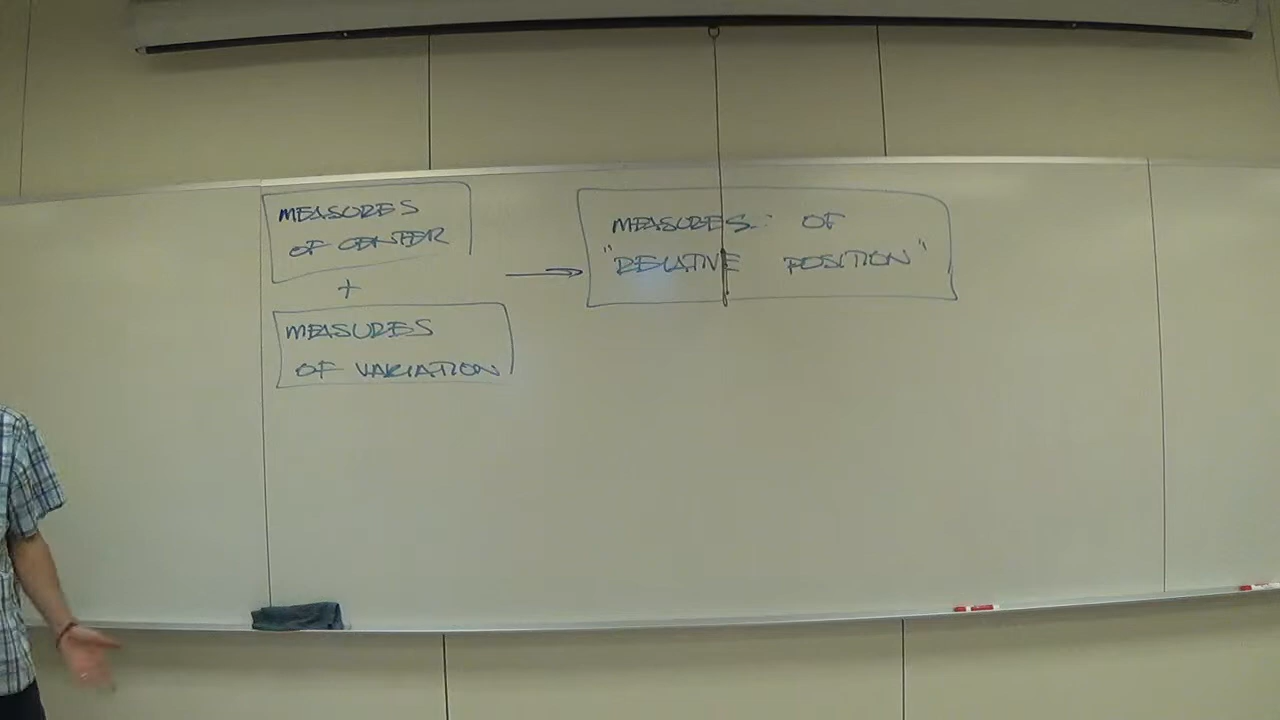 MEASURES
OF CENTER
+
MEASURES
OF VARIATION
→
MEASURES: OF
"RELATIVE POSITION"